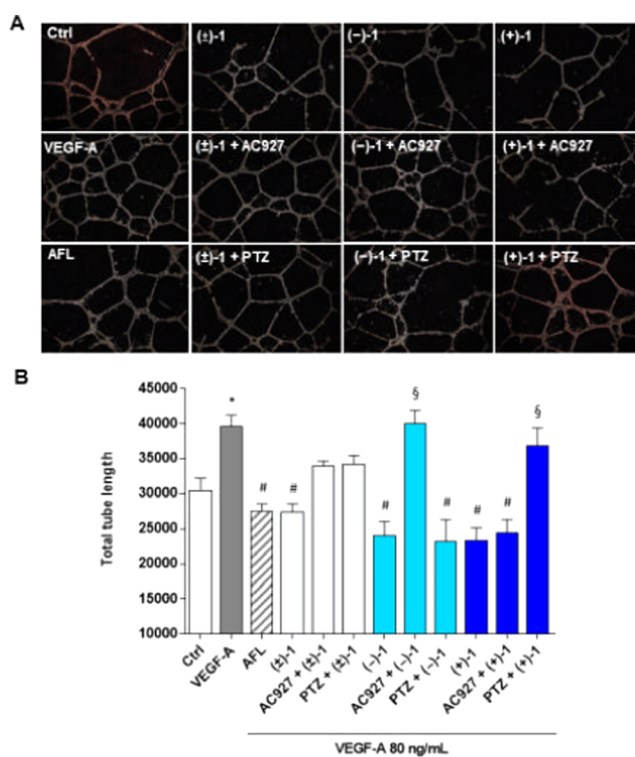 A
Ctrl
(±)-1
(−)-1
(+)-1
VEGF-A
(±)-1 + AC927
(−)-1 + AC927
(+)-1 + AC927
AFL
(±)-1 + PTZ
(−)-1 + PTZ
(+)-1 + PTZ
B
Total tube length
45000
40000
35000
30000
25000
20000
15000
10000
*
#
#
#
§
#
#
#
§
Ctrl
VEGF-A
AFL
(±)-1
AC927 + (±)-1
PTZ + (±)-1
(−)-1
AC927 + (−)-1
PTZ + (−)-1
(+)-1
AC927 + (+)-1
PTZ + (+)-1
VEGF-A 80 ng/mL